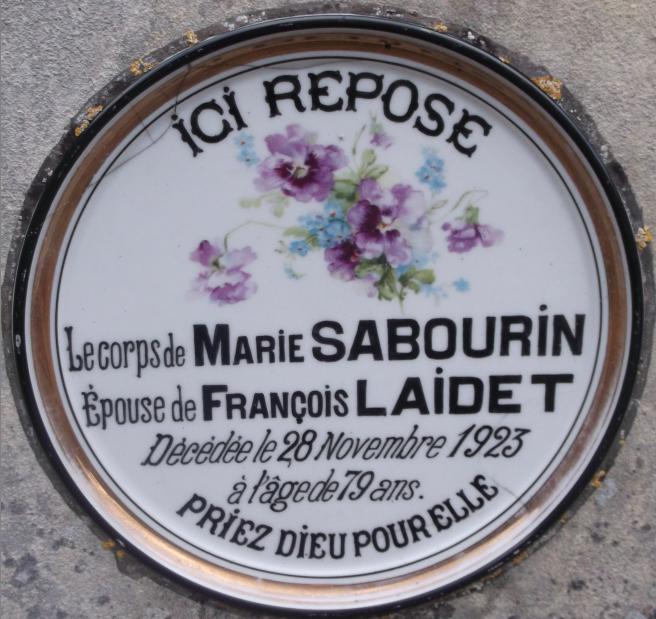 iCi REPOSE
Le corps de MARiE SABOURiN
Épouse de FRANÇOiS LAiDET
Décédée le 28 Novembre 1923
à l'âge de 79 ans.
PRiEZ DiEU POUR ELLE